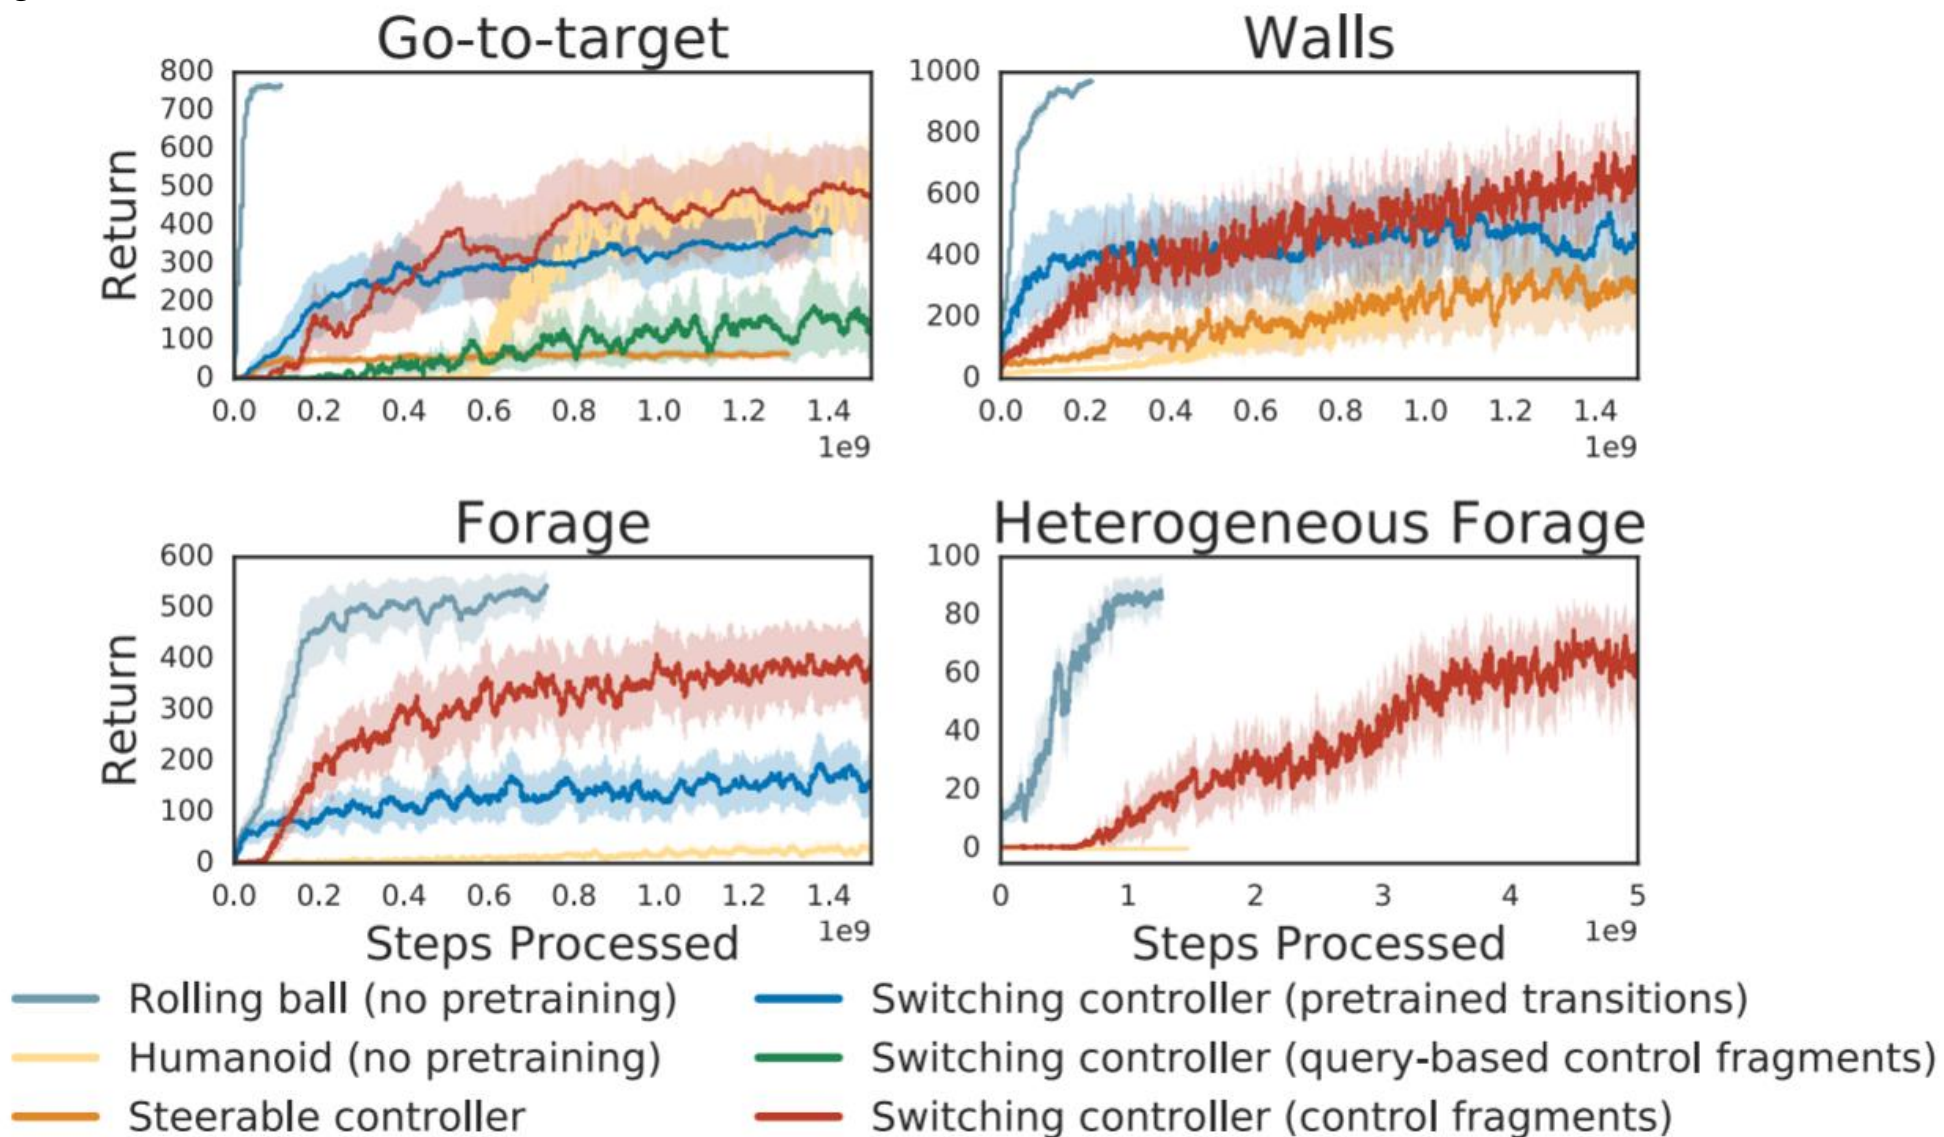 Go-to-target
Return
800
700
600
500
400
300
200
100
0
0.0 0.2 0.4 0.6 0.8 1.0 1.2 1.4
1e9
Walls
1000
800
600
400
200
0
0.0 0.2 0.4 0.6 0.8 1.0 1.2 1.4
1e9
Forage
Return
600
500
400
300
200
100
0
0.0 0.2 0.4 0.6 0.8 1.0 1.2 1.4
1e9
Steps Processed
Heterogeneous Forage
100
80
60
40
20
0
0 1 2 3 4 5
1e9
Steps Processed
Rolling ball (no pretraining)
Humanoid (no pretraining)
Steerable controller
Switching controller (pretrained transitions)
Switching controller (query-based control fragments)
Switching controller (control fragments)